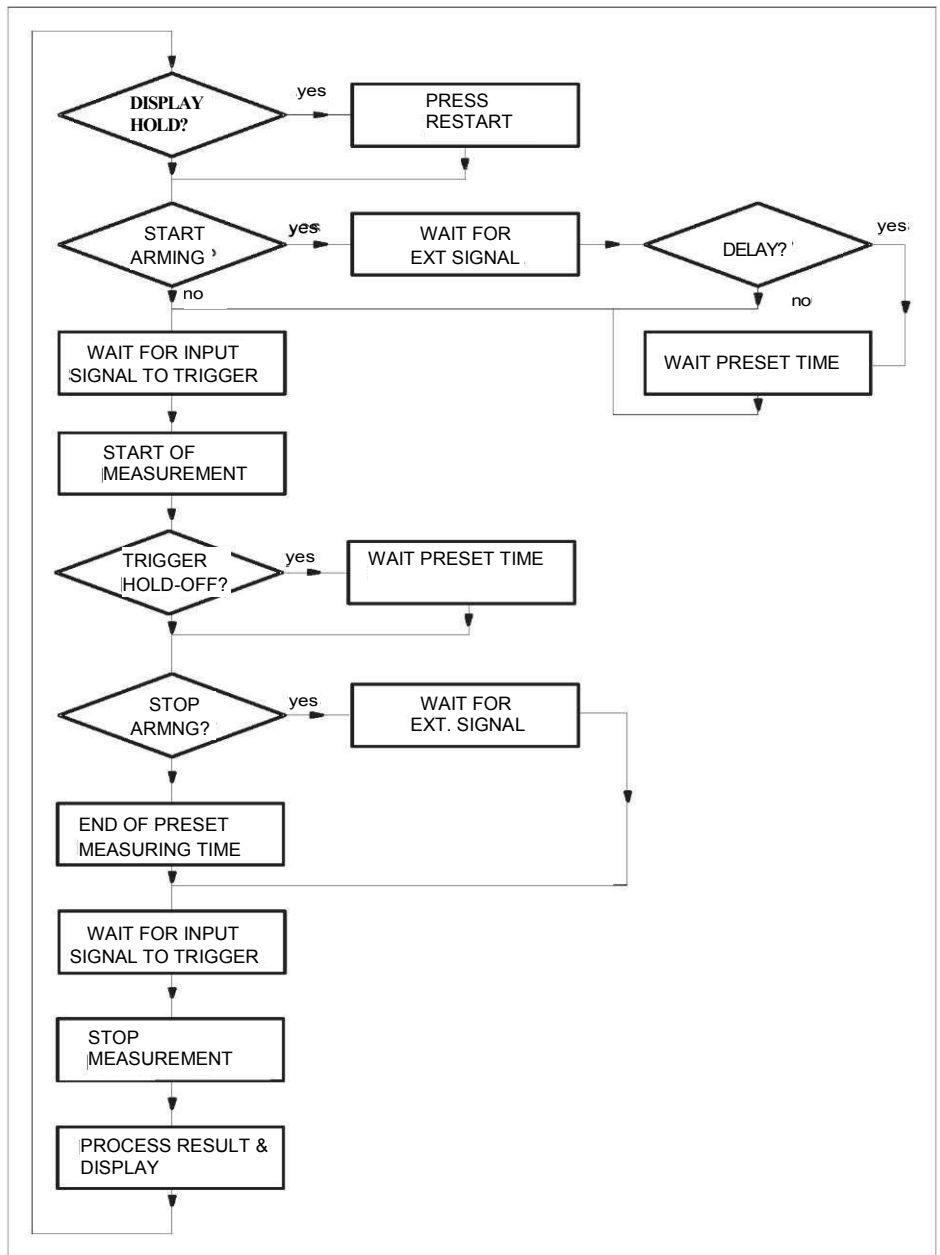 DISPLAY
HOLD?
yes
PRESS
RESTART
START
ARMING ?
yes
WAIT FOR
EXT SIGNAL
DELAY?
yes
no
no
WAIT FOR INPUT
SIGNAL TO TRIGGER
WAIT PRESET TIME
START OF
MEASUREMENT
TRIGGER
HOLD-OFF?
yes
WAIT PRESET TIME
STOP
ARMNG?
yes
WAIT FOR
EXT. SIGNAL
END OF PRESET
MEASURING TIME
WAIT FOR INPUT
SIGNAL TO TRIGGER
STOP
MEASUREMENT
PROCESS RESULT &
DISPLAY